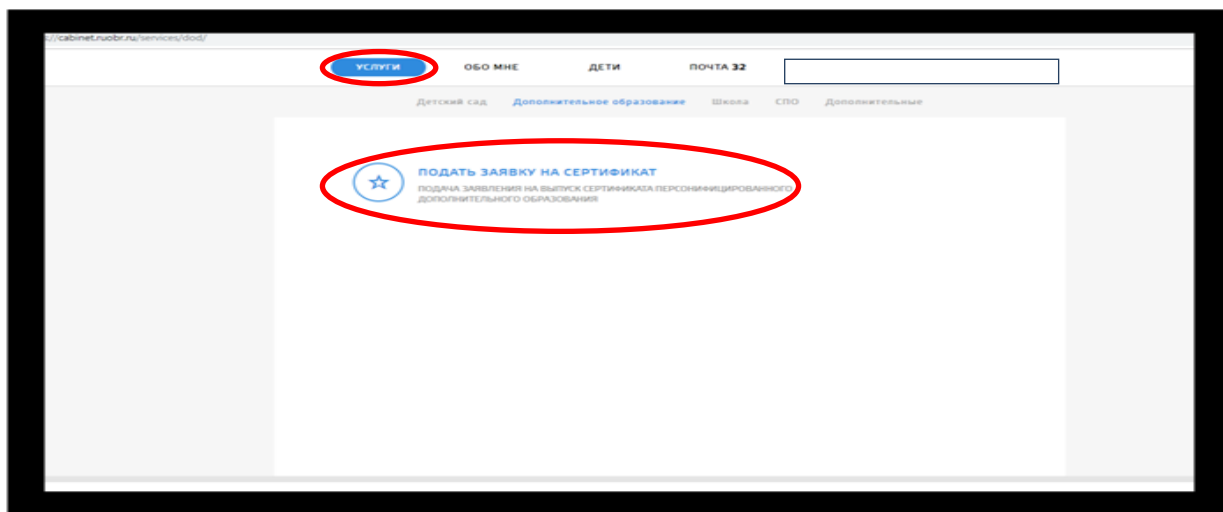 ://cabinet.ruobr.ru/services/dod/
УСЛУГИ ОБО МНЕ ДЕТИ ПОЧТА 32
Детский сад Дополнительное образование Школа СПО Дополнительные
ПОДАТЬ ЗАЯВКУ НА СЕРТИФИКАТ
ПОДАЧА ЗАЯВЛЕНИЯ НА ВЫПУСК СЕРТИФИКАТА ПЕРСОНИФИЦИРОВАННОГО
ДОПОЛНИТЕЛЬНОГО ОБРАЗОВАНИЯ